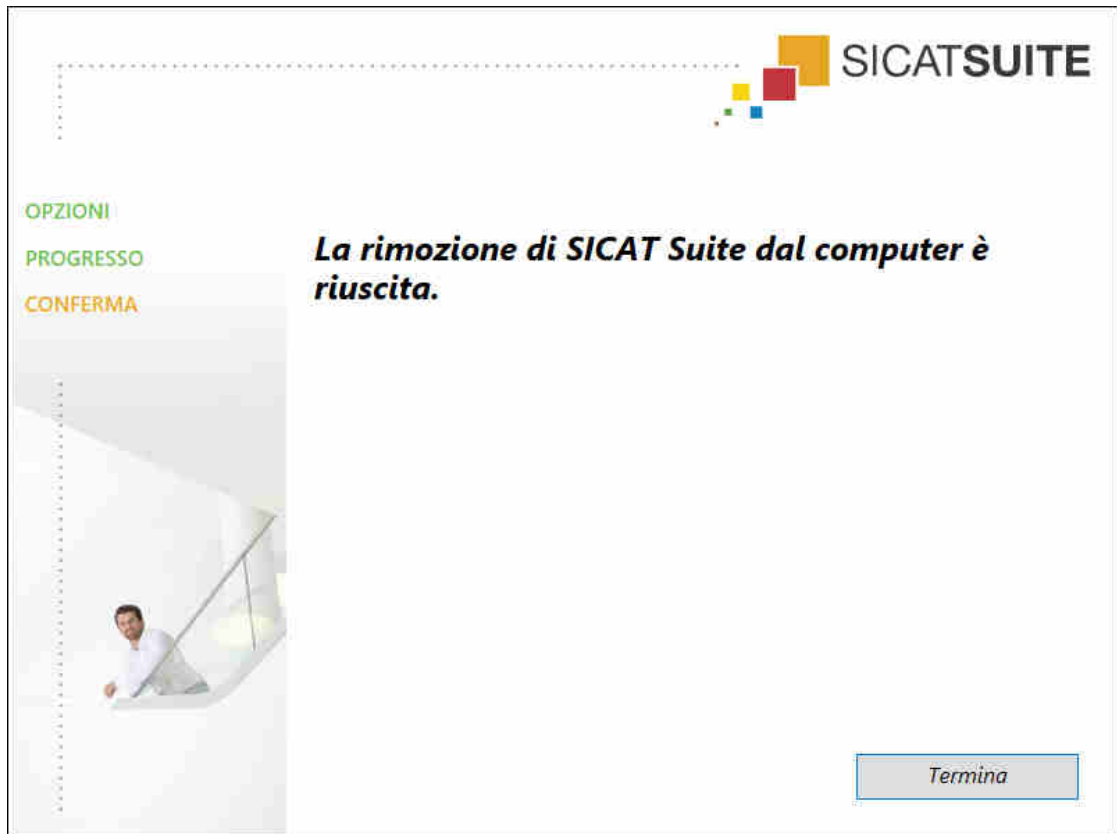 SICATSUITE
OPZIONI
PROGRESSO
CONFERMA
La rimozione di SICAT Suite dal computer è
riuscita.
Termina